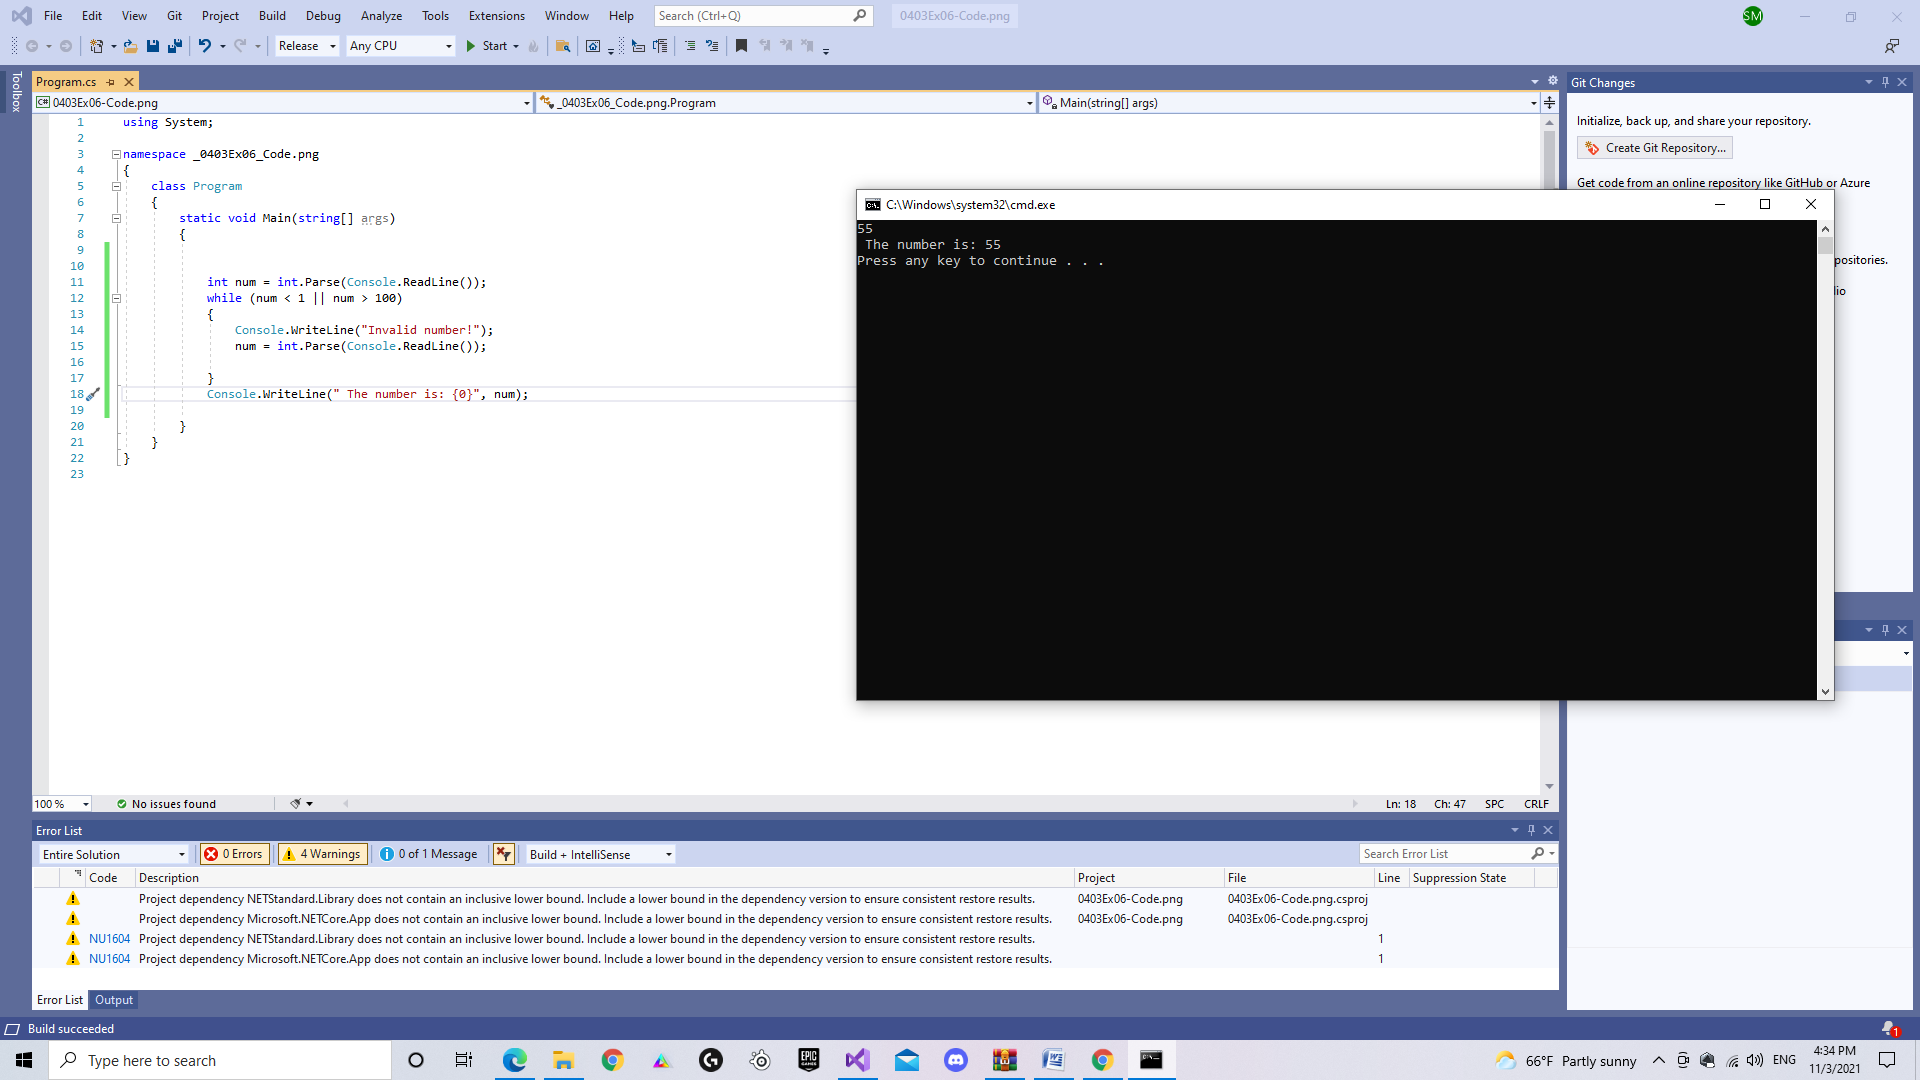 File Edit View Git Project Build Debug Analyze Tools Extensions Window Help Search (Ctrl+Q) 0403Ex06-Code.png SM
Release Any CPU Start
Toolbox
Program.cs
0403Ex06-Code.png _0403Ex06_Code.png.Program Main(string[] args)
1 using System;
2
3 namespace _0403Ex06_Code.png
4 {
5 class Program
6 {
7 static void Main(string[] args)
8 {
9
10
11 int num = int.Parse(Console.ReadLine());
12 while (num < 1 || num > 100)
13 {
14 Console.WriteLine("Invalid number!");
15 num = int.Parse(Console.ReadLine());
16
17 }
18 Console.WriteLine(" The number is: {0}", num);
19
20 }
21 }
22 }
23
C:\Windows\system32\cmd.exe
55
The number is: 55
Press any key to continue . . .
Git Changes
Initialize, back up, and share your repository.
Create Git Repository...
Get code from an online repository like GitHub or Azure
positories.
100 % No issues found Ln: 18 Ch: 47 SPC CRLF
Error List
Entire Solution 0 Errors 4 Warnings 0 of 1 Message Build + IntelliSense Search Error List
Code Description Project File Line Suppression State
Project dependency NETStandard.Library does not contain an inclusive lower bound. Include a lower bound in the dependency version to ensure consistent restore results. 0403Ex06-Code.png 0403Ex06-Code.png.csproj
Project dependency Microsoft.NETCore.App does not contain an inclusive lower bound. Include a lower bound in the dependency version to ensure consistent restore results. 0403Ex06-Code.png 0403Ex06-Code.png.csproj
NU1604 Project dependency NETStandard.Library does not contain an inclusive lower bound. Include a lower bound in the dependency version to ensure consistent restore results. 1
NU1604 Project dependency Microsoft.NETCore.App does not contain an inclusive lower bound. Include a lower bound in the dependency version to ensure consistent restore results. 1
Error List Output
Build succeeded 1
Type here to search EPIC GAMES 66°F Partly sunny ENG 4:34 PM
11/3/2021